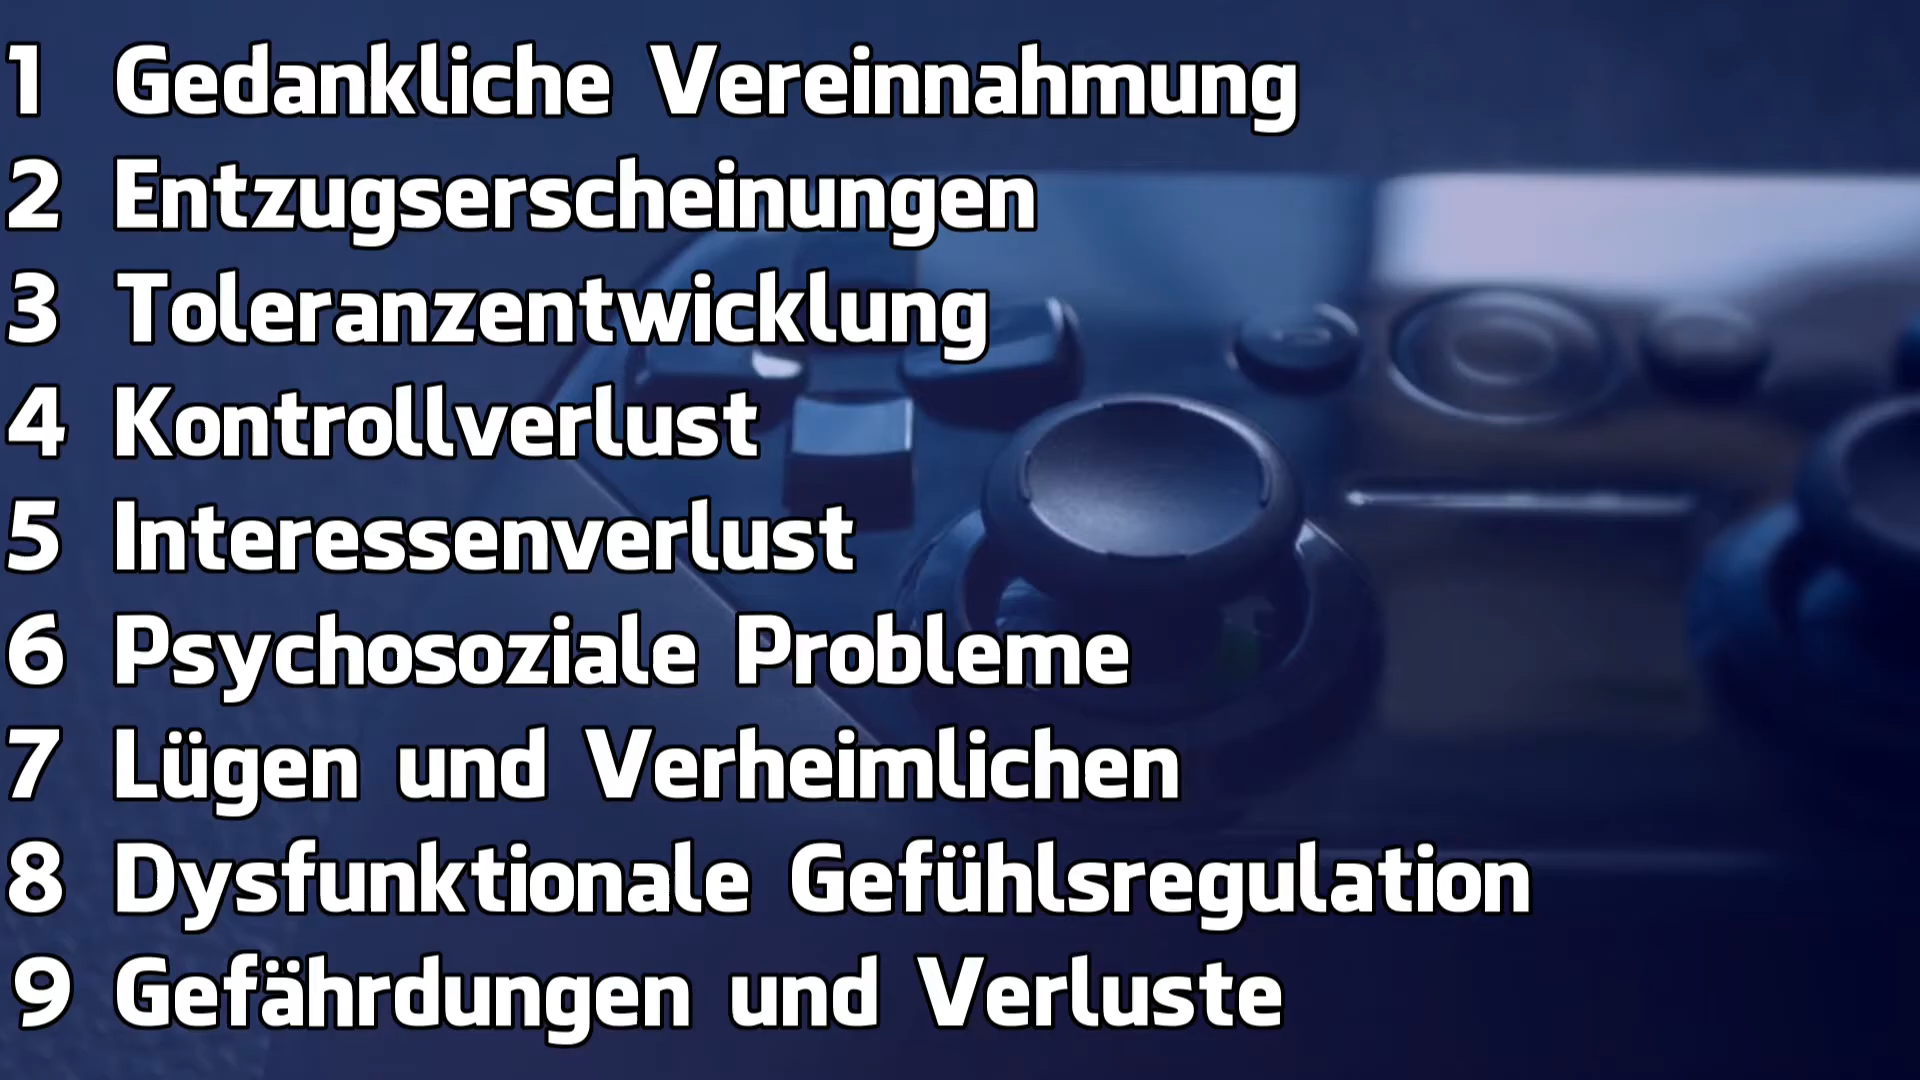 1 Gedankliche Vereinnahmung
2 Entzugserscheinungen
3 Toleranzentwicklung
4 Kontrollverlust
5 Interessenverlust
6 Psychosoziale Probleme
7 Lügen und Verheimlichen
8 Dysfunktionale Gefühlsregulation
9 Gefährdungen und Verluste